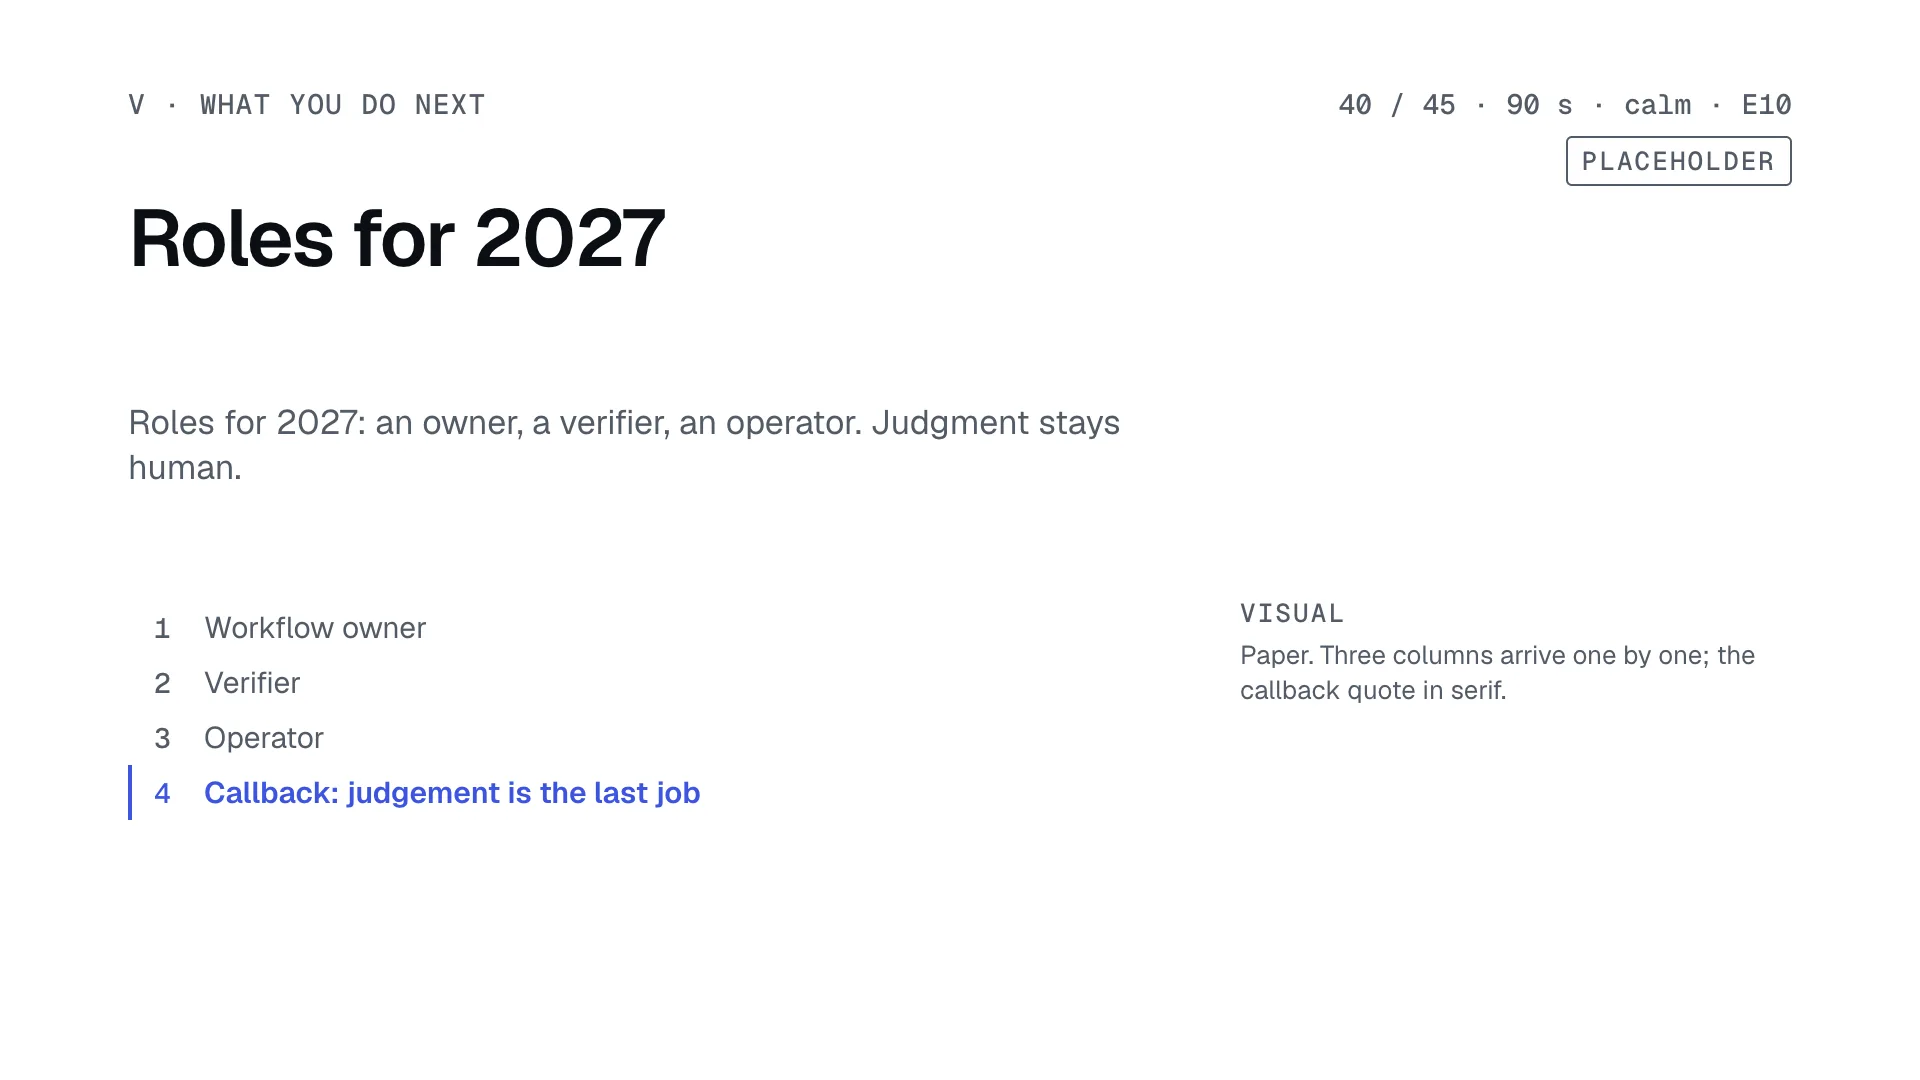 V · WHAT YOU DO NEXT
40 / 45 · 90 s · calm · E10
PLACEHOLDER
Roles for 2027
Roles for 2027: an owner, a verifier, an operator. Judgment stays
human.
1 Workflow owner
2 Verifier
3 Operator
4 Callback: judgement is the last job
VISUAL
Paper. Three columns arrive one by one; the
callback quote in serif.